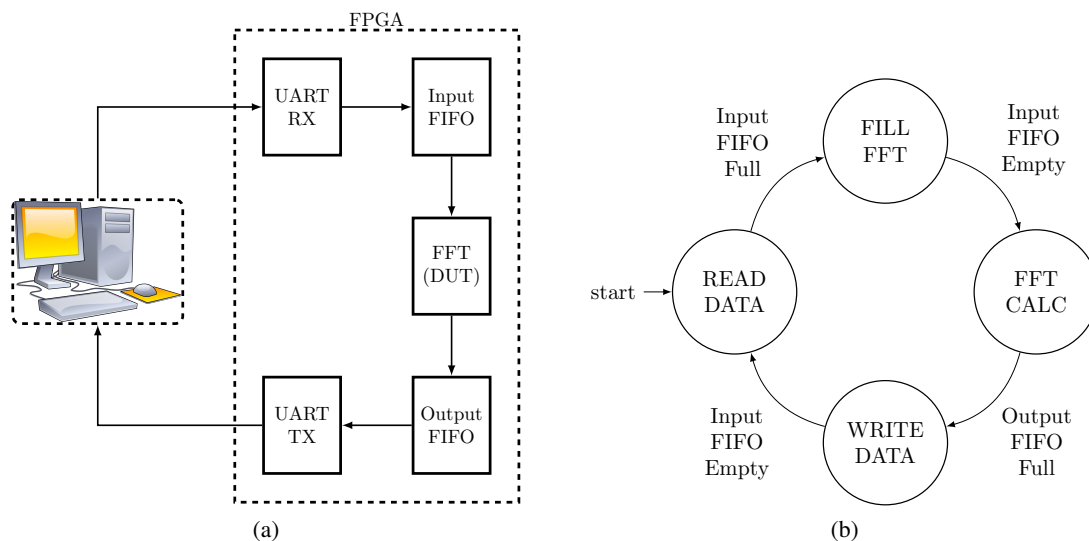 FPGA
UART
RX
Input
FIFO
FFT
(DUT)
UART
TX
Output
FIFO
(a)
FILL
FFT
Input
FIFO
Full
Input
FIFO
Empty
start
READ
DATA
FFT
CALC
Input
FIFO
Empty
WRITE
DATA
Output
FIFO
Full
(b)